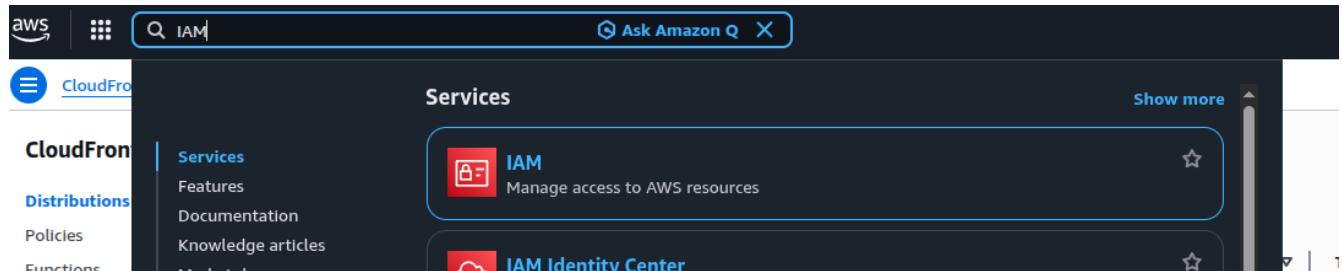 aws
IAM
Ask Amazon Q
CloudFro
Services
Show more
CloudFron
Services
IAM
Manage access to AWS resources
Features
Distributions
Documentation
Policies
Knowledge articles
IAM Identity Center
Functions